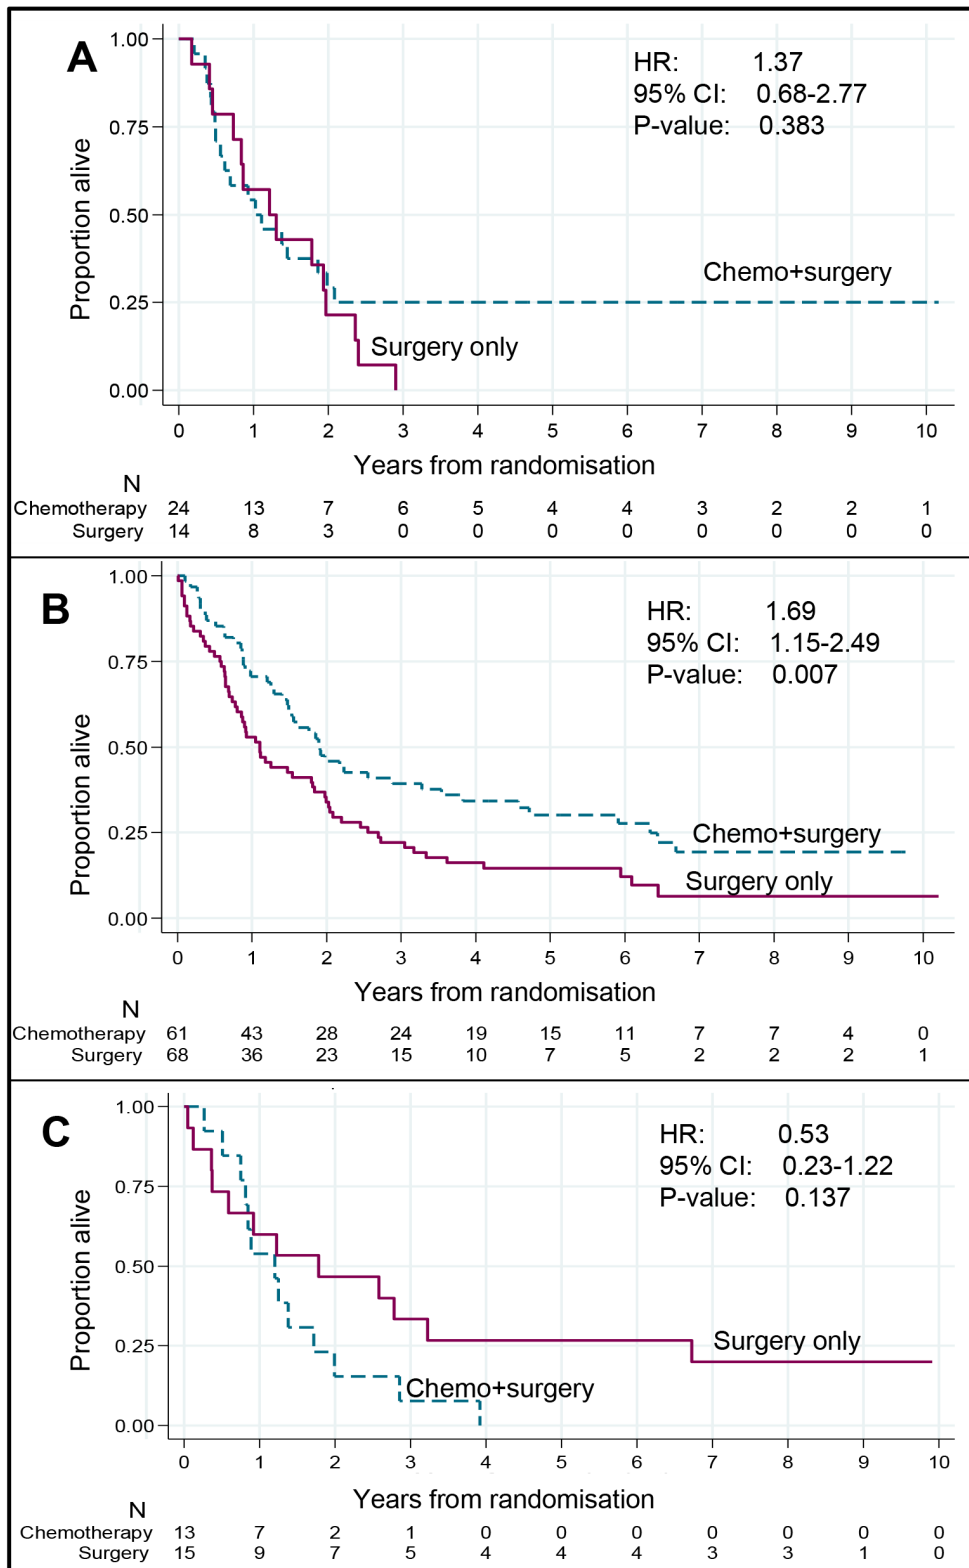 A
HR: 1.37
95% CI: 0.68-2.77
P-value: 0.383
Proportion alive
1.00
0.75
0.50
0.25
0.00
Chemo+surgery
Surgery only
0 1 2 3 4 5 6 7 8 9 10
Years from randomisation
N
Chemotherapy 24 13 7 6 5 4 4 3 2 2 1
Surgery 14 8 3 0 0 0 0 0 0 0 0
B
HR: 1.69
95% CI: 1.15-2.49
P-value: 0.007
Proportion alive
1.00
0.75
0.50
0.25
0.00
Chemo+surgery
Surgery only
0 1 2 3 4 5 6 7 8 9 10
Years from randomisation
N
Chemotherapy 61 43 28 24 19 15 11 7 7 4 0
Surgery 68 36 23 15 10 7 5 2 2 2 1
C
HR: 0.53
95% CI: 0.23-1.22
P-value: 0.137
Proportion alive
1.00
0.75
0.50
0.25
0.00
Surgery only
Chemo+surgery
0 1 2 3 4 5 6 7 8 9 10
Years from randomisation
N
Chemotherapy 13 7 2 1 0 0 0 0 0 0 0
Surgery 15 9 7 5 4 4 4 3 3 1 0